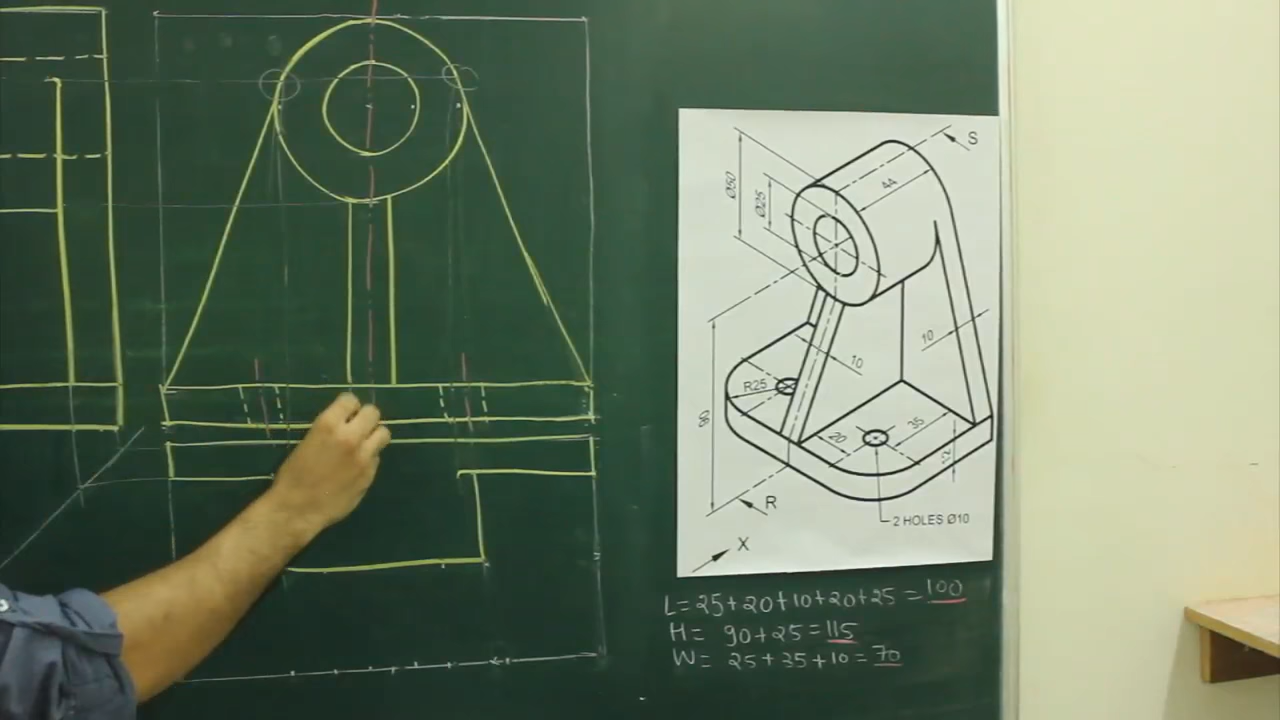 S
44
Ø50
Ø25
10
10
R25
35
20
12
R
2 HOLES Ø10
X
L=25+20+10+20+25=100
H= 90+25=115
W= 25+35+10=70